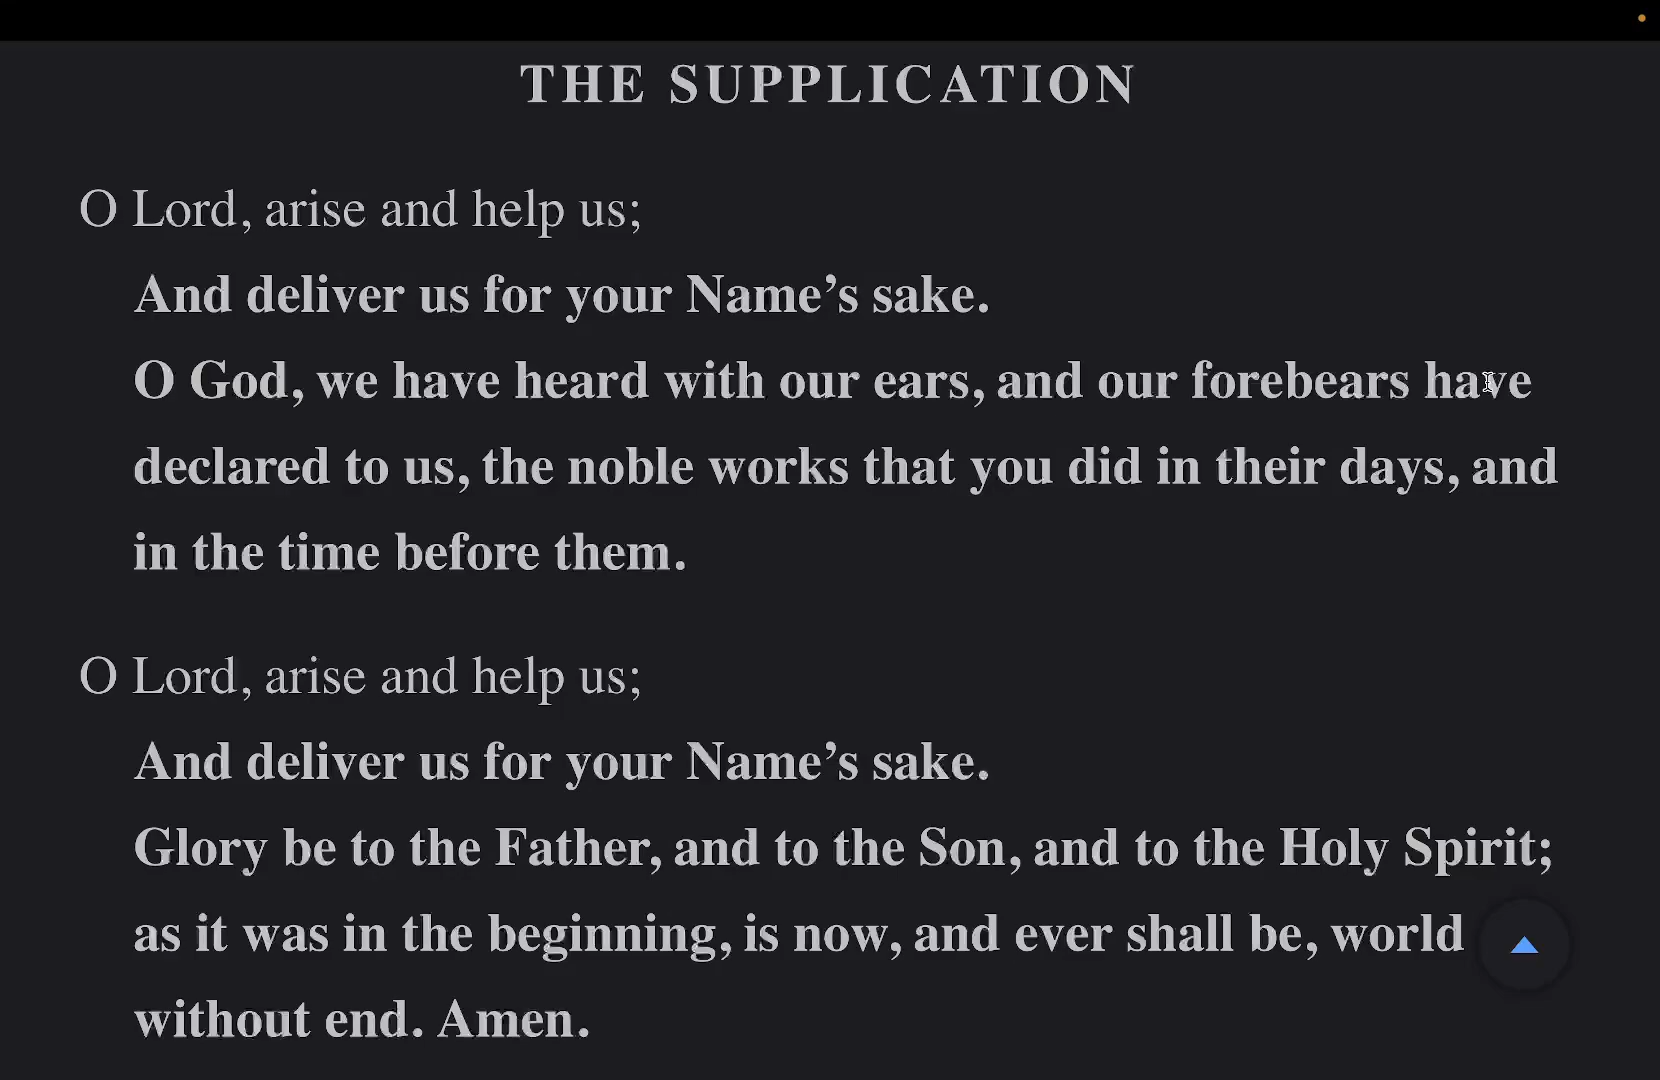 THE SUPPLICATION
O Lord, arise and help us;
And deliver us for your Name’s sake.
O God, we have heard with our ears, and our forebears have
declared to us, the noble works that you did in their days, and
in the time before them.
O Lord, arise and help us;
And deliver us for your Name’s sake.
Glory be to the Father, and to the Son, and to the Holy Spirit;
as it was in the beginning, is now, and ever shall be, world
without end. Amen.